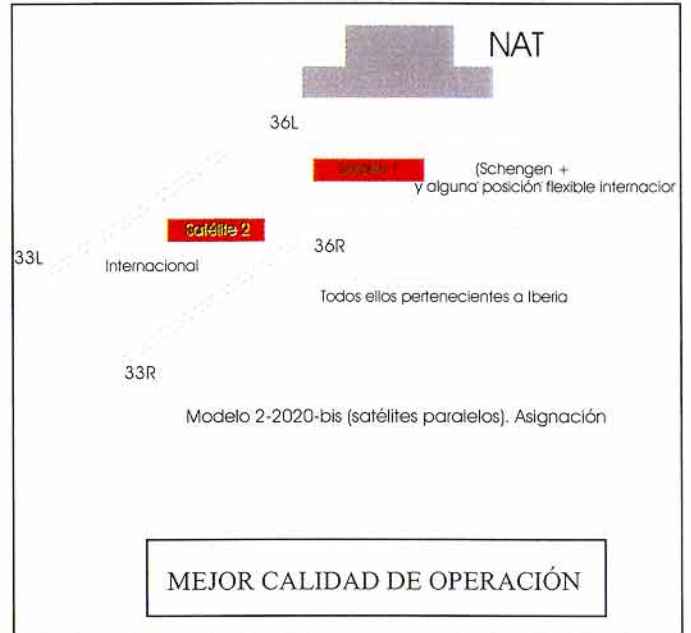 NAT
36L
(Schengen +
y alguna posición flexible internacior
Satélite 2
36R
33L
Internacional
Todos ellos pertenecientes a Iberia
33R
Modelo 2-2020-bis (satélites paralelos). Asignación
MEJOR CALIDAD DE OPERACIÓN